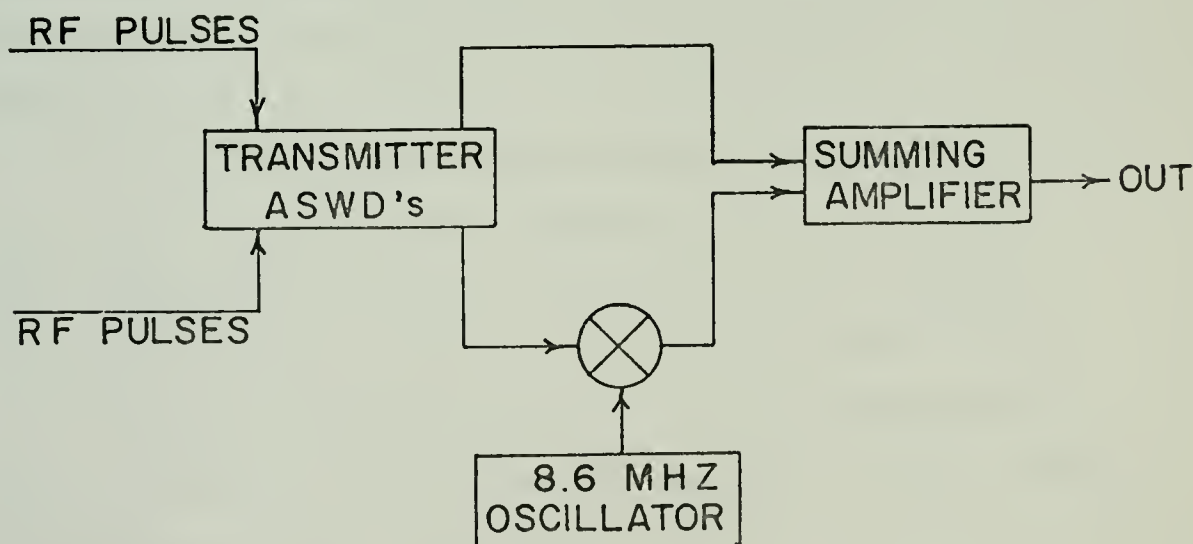 RF PULSES
TRANSMITTER
ASWD's
SUMMING
AMPLIFIER
OUT
RF PULSES
8.6 MHZ
OSCILLATOR